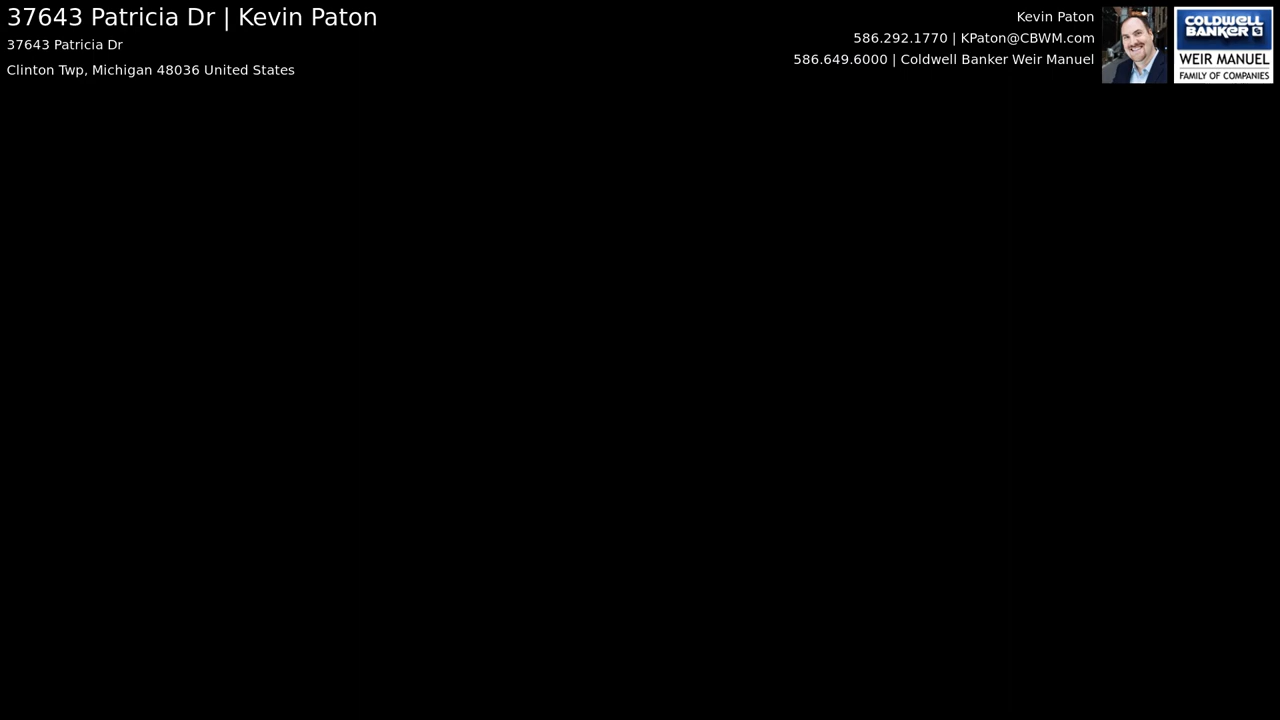 37643 Patricia Dr | Kevin Paton
37643 Patricia Dr
Clinton Twp, Michigan 48036 United States
Kevin Paton
586.292.1770 | KPaton@CBWM.com
586.649.6000 | Coldwell Banker Weir Manuel
COLDWELL
BANKER
WEIR MANUEL
FAMILY OF COMPANIES